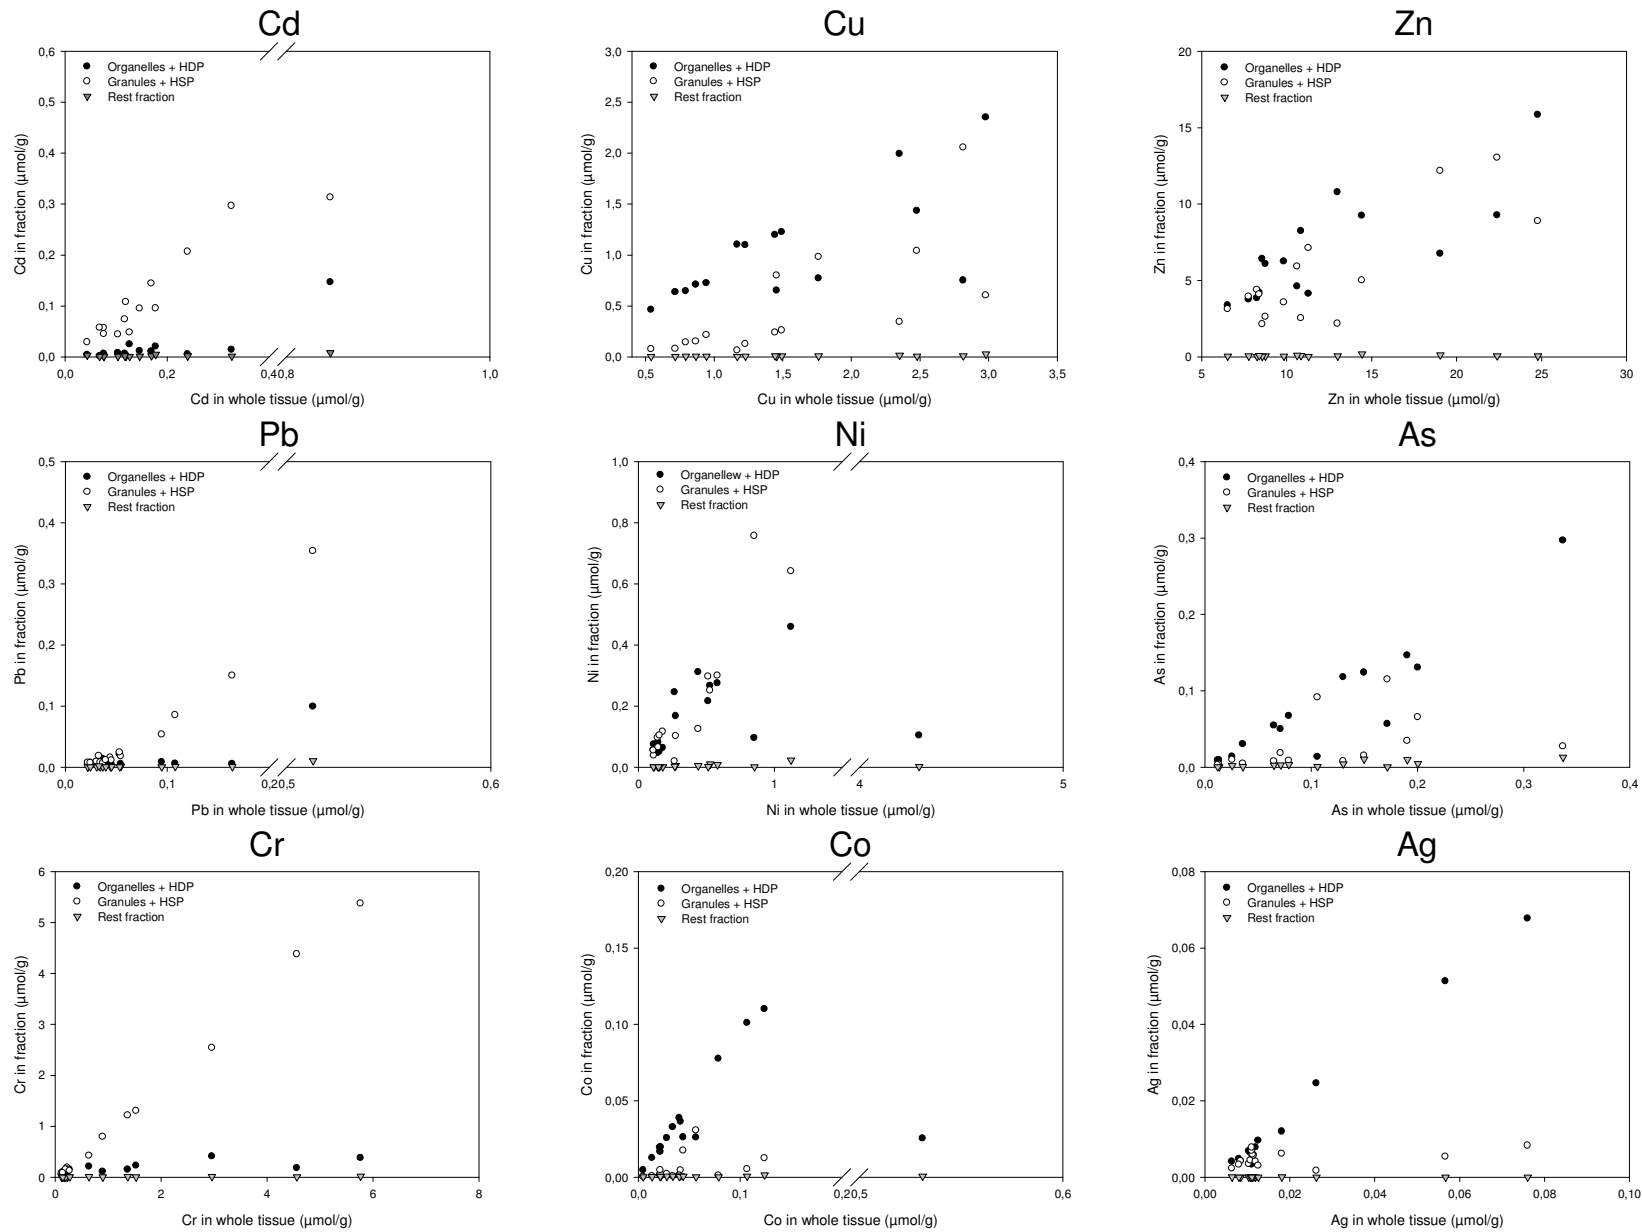 Cd
0,6
0,5
0,4
0,3
0,2
0,1
0,0
Cd in fraction (µmol/g)
Organelles + HDP
Granules + HSP
Rest fraction
0,0 0,2 0,40,8 1,0
Cd in whole tissue (µmol/g)
Cu
3,0
2,5
2,0
1,5
1,0
0,5
0,0
Cu in fraction (µmol/g)
Organelles + HDP
Granules + HSP
Rest fraction
0,5 1,0 1,5 2,0 2,5 3,0 3,5
Cu in whole tissue (µmol/g)
Zn
20
15
10
5
0
Zn in fraction (µmol/g)
Organelles + HDP
Granules + HSP
Rest fraction
5 10 15 20 25 30
Zn in whole tissue (µmol/g)
Pb
0,5
0,4
0,3
0,2
0,1
0,0
Pb in fraction (µmol/g)
Organelles + HDP
Granules + HSP
Rest fraction
0,0 0,1 0,20,5 0,6
Pb in whole tissue (µmol/g)
Ni
1,0
0,8
0,6
0,4
0,2
0,0
Ni in fraction (µmol/g)
Organellew + HDP
Granules + HSP
Rest fraction
0 1 4 5
Ni in whole tissue (µmol/g)
As
0,4
0,3
0,2
0,1
0,0
As in fraction (µmol/g)
Organelles + HDP
Granules + HSP
Rest fraction
0,0 0,1 0,2 0,3 0,4
As in whole tissue (µmol/g)
Cr
6
5
4
3
2
1
0
Cr in fraction (µmol/g)
Organelles + HDP
Granules + HSP
Rest fraction
0 2 4 6 8
Cr in whole tissue (µmol/g)
Co
0,20
0,15
0,10
0,05
0,00
Co in fraction (µmol/g)
Organelles + HDP
Granules + HSP
Rest fraction
0,0 0,1 0,20,5 0,6
Co in whole tissue (µmol/g)
Ag
0,08
0,06
0,04
0,02
0,00
Ag in fraction (µmol/g)
Organelles + HDP
Granules + HSP
Rest fraction
0,00 0,02 0,04 0,06 0,08 0,10
Ag in whole tissue (µmol/g)